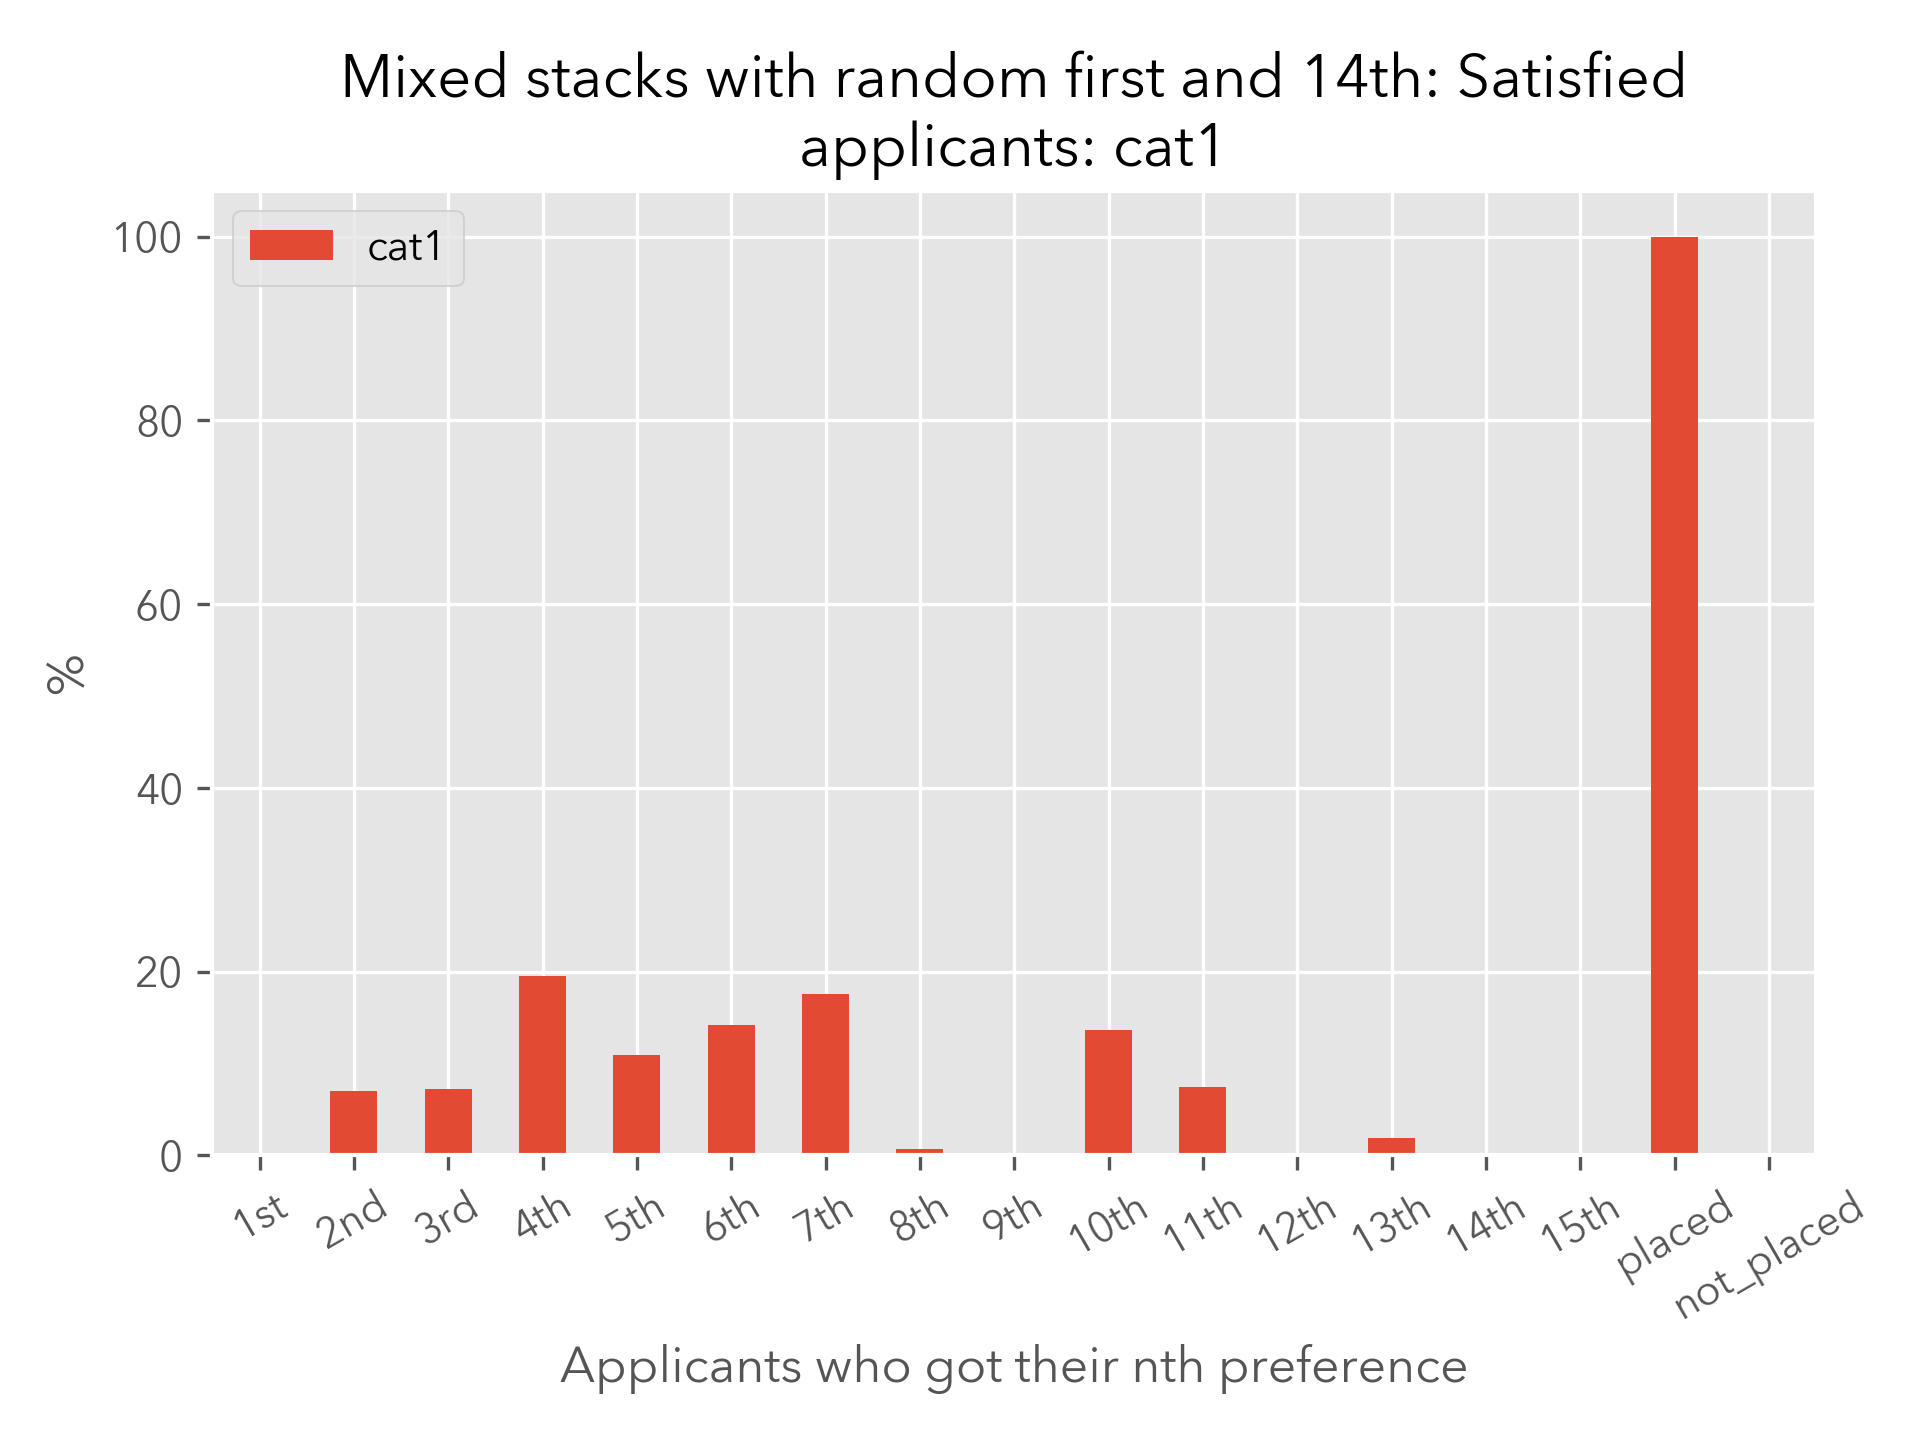 Mixed stacks with random first and 14th: Satisfied
applicants: cat1
cat1
100
80
60
40
20
0
%
1st
2nd
3rd
4th
5th
6th
7th
8th
9th
10th
11th
12th
13th
14th
15th
placed
not_placed
Applicants who got their nth preference